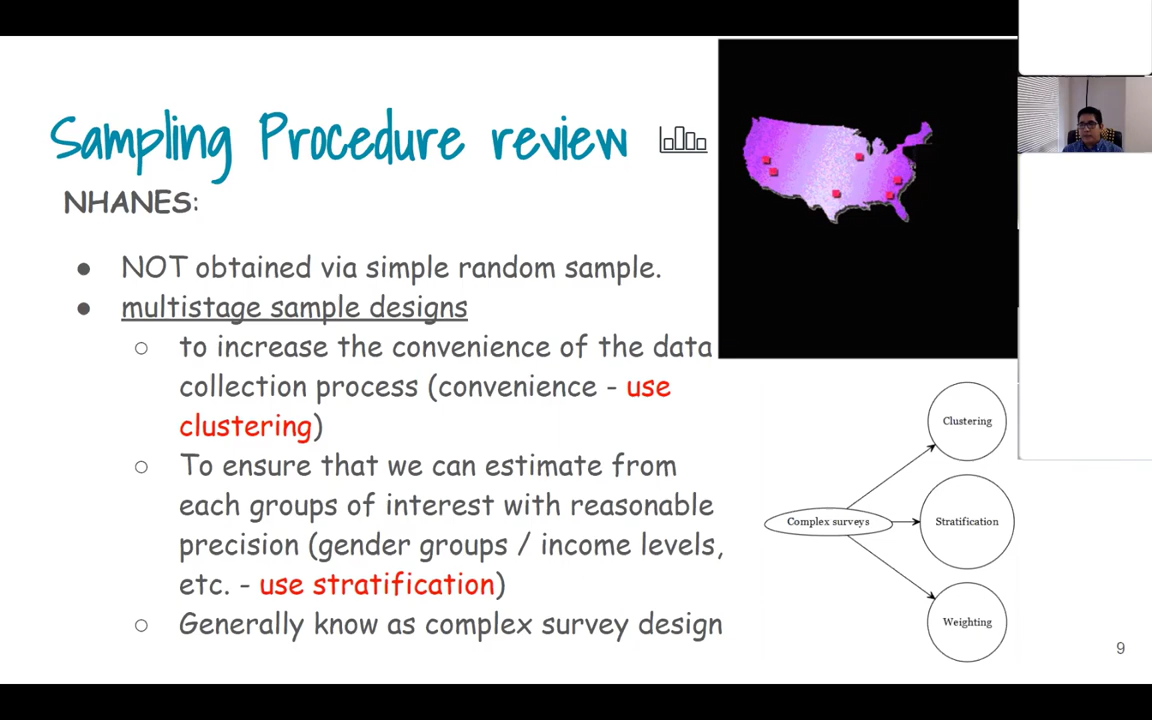 Sampling Procedure review
NHANES:
● NOT obtained via simple random sample.
● multistage sample designs
○ to increase the convenience of the data
collection process (convenience - use
clustering)
○ To ensure that we can estimate from
each groups of interest with reasonable
precision (gender groups / income levels,
etc. - use stratification)
○ Generally know as complex survey design
Clustering
Complex surveys
Stratification
Weighting
9